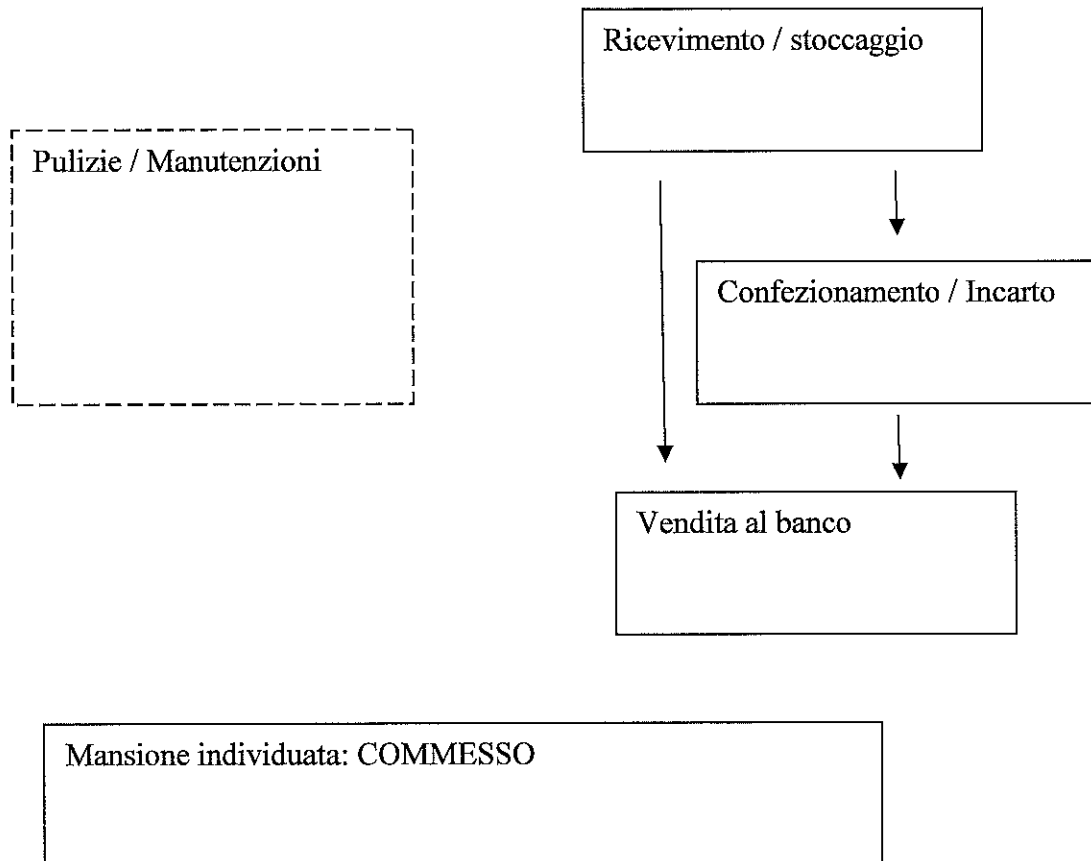 Ricevimento / stoccaggio
Pulizie / Manutenzioni
Confezionamento / Incarto
Vendita al banco
Mansione individuata: COMMESSO